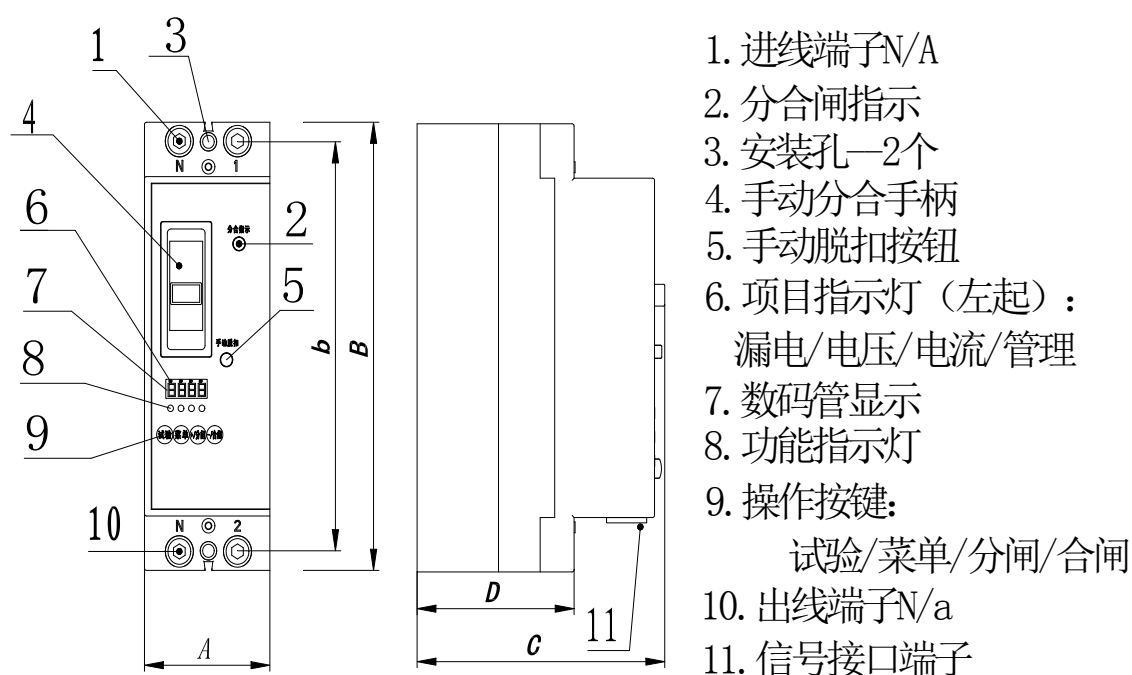 1
3
4
N
1
6
分合指示
2
7
5
手动脱扣
8
b
B
试验
菜单
9
N
2
10
D
11
A
C
1.进线端子N/A
2.分合闸指示
3.安装孔—2个
4.手动分合手柄
5.手动脱扣按钮
6.项目指示灯（左起）：
漏电/电压/电流/管理
7.数码管显示
8.功能指示灯
9.操作按键:
试验/菜单/分闸/合闸
10.出线端子N/a
11.信号接口端子